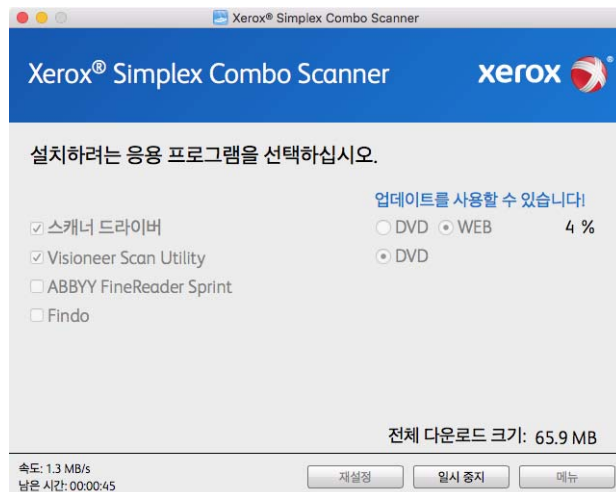 Xerox® Simplex Combo Scanner
Xerox® Simplex Combo Scanner
xerox ®
설치하려는 응용 프로그램을 선택하십시오.
업데이트를 사용할 수 있습니다!
스캐너 드라이버 DVD WEB 4 %
Visioneer Scan Utility DVD
ABBYY FineReader Sprint
Findo
전체 다운로드 크기: 65.9 MB
속도: 1.3 MB/s
남은 시간: 00:00:45
재설정 일시 중지 메뉴